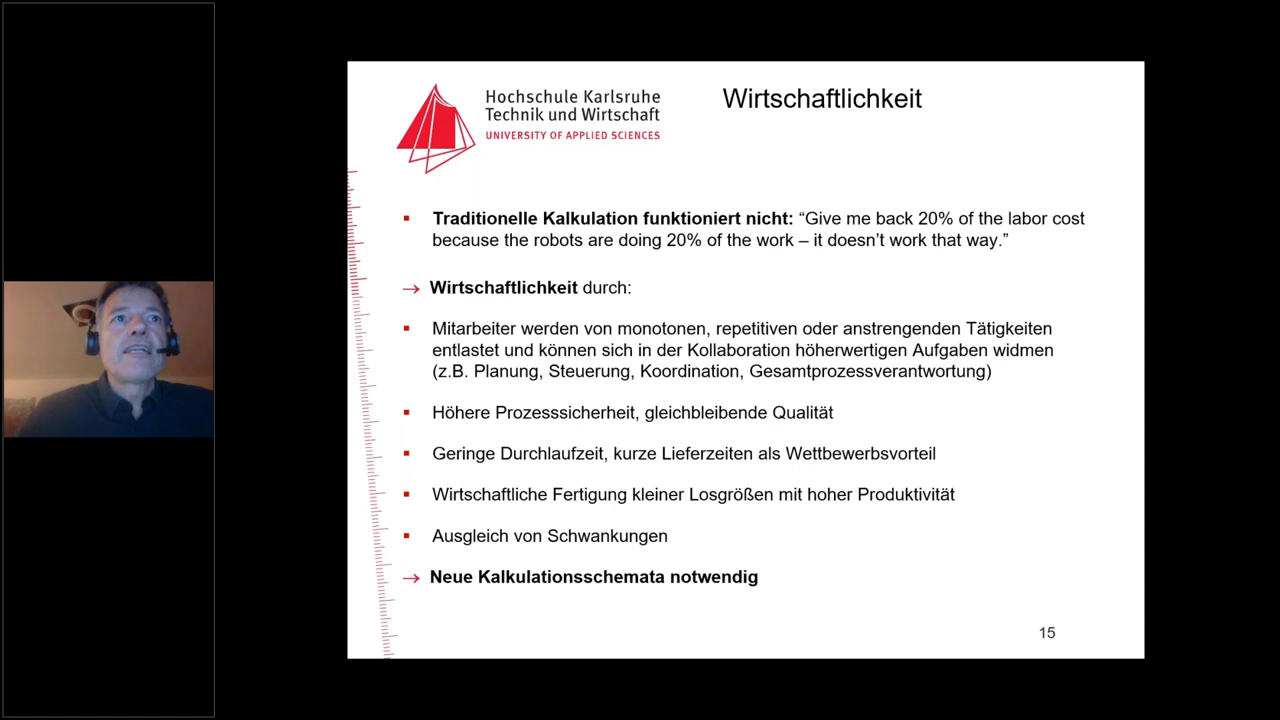 Hochschule Karlsruhe
Technik und Wirtschaft
UNIVERSITY OF APPLIED SCIENCES
Wirtschaftlichkeit
Traditionelle Kalkulation funktioniert nicht: “Give me back 20% of the labor cost
because the robots are doing 20% of the work – it doesn’t work that way.”
→ Wirtschaftlichkeit durch:
Mitarbeiter werden von monotonen repetitiven oder anstrengenden Tätigkeiten
entlastet und können sich in der Kollaboration höherwertigen Aufgaben widmen
(z.B. Planung, Steuerung, Koordination, Gesamtprozessverantwortung)
Höhere Prozesssicherheit, gleichbleibende Qualität
Geringe Durchlaufzeit, kurze Lieferzeiten als Wettbewerbsvorteil
Wirtschaftliche Fertigung kleiner Losgrößen mit hoher Produktivität
Ausgleich von Schwankungen
→ Neue Kalkulationsschemata notwendig
15